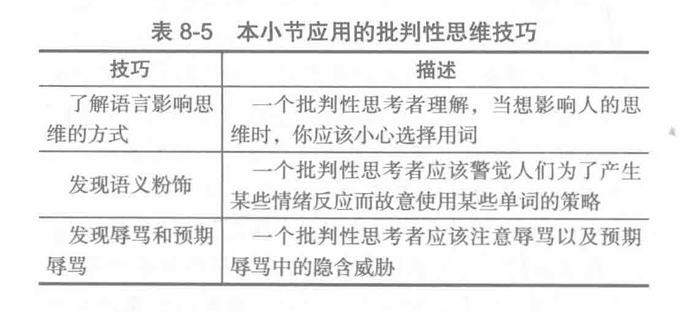 表 8-5 本小节应用的批判性思维技巧
技巧 描述
了解语言影响思 一个批判性思考者理解，当想影响人的思
维的方式 维时，你应该小心选择用词
发现语义粉饰 一个批判性思考者应该警觉人们为了产生
某些情绪反应而故意使用某些单词的策略
发现辱骂和预期 一个批判性思考者应该注意辱骂以及预期
辱骂 辱骂中的隐含威胁